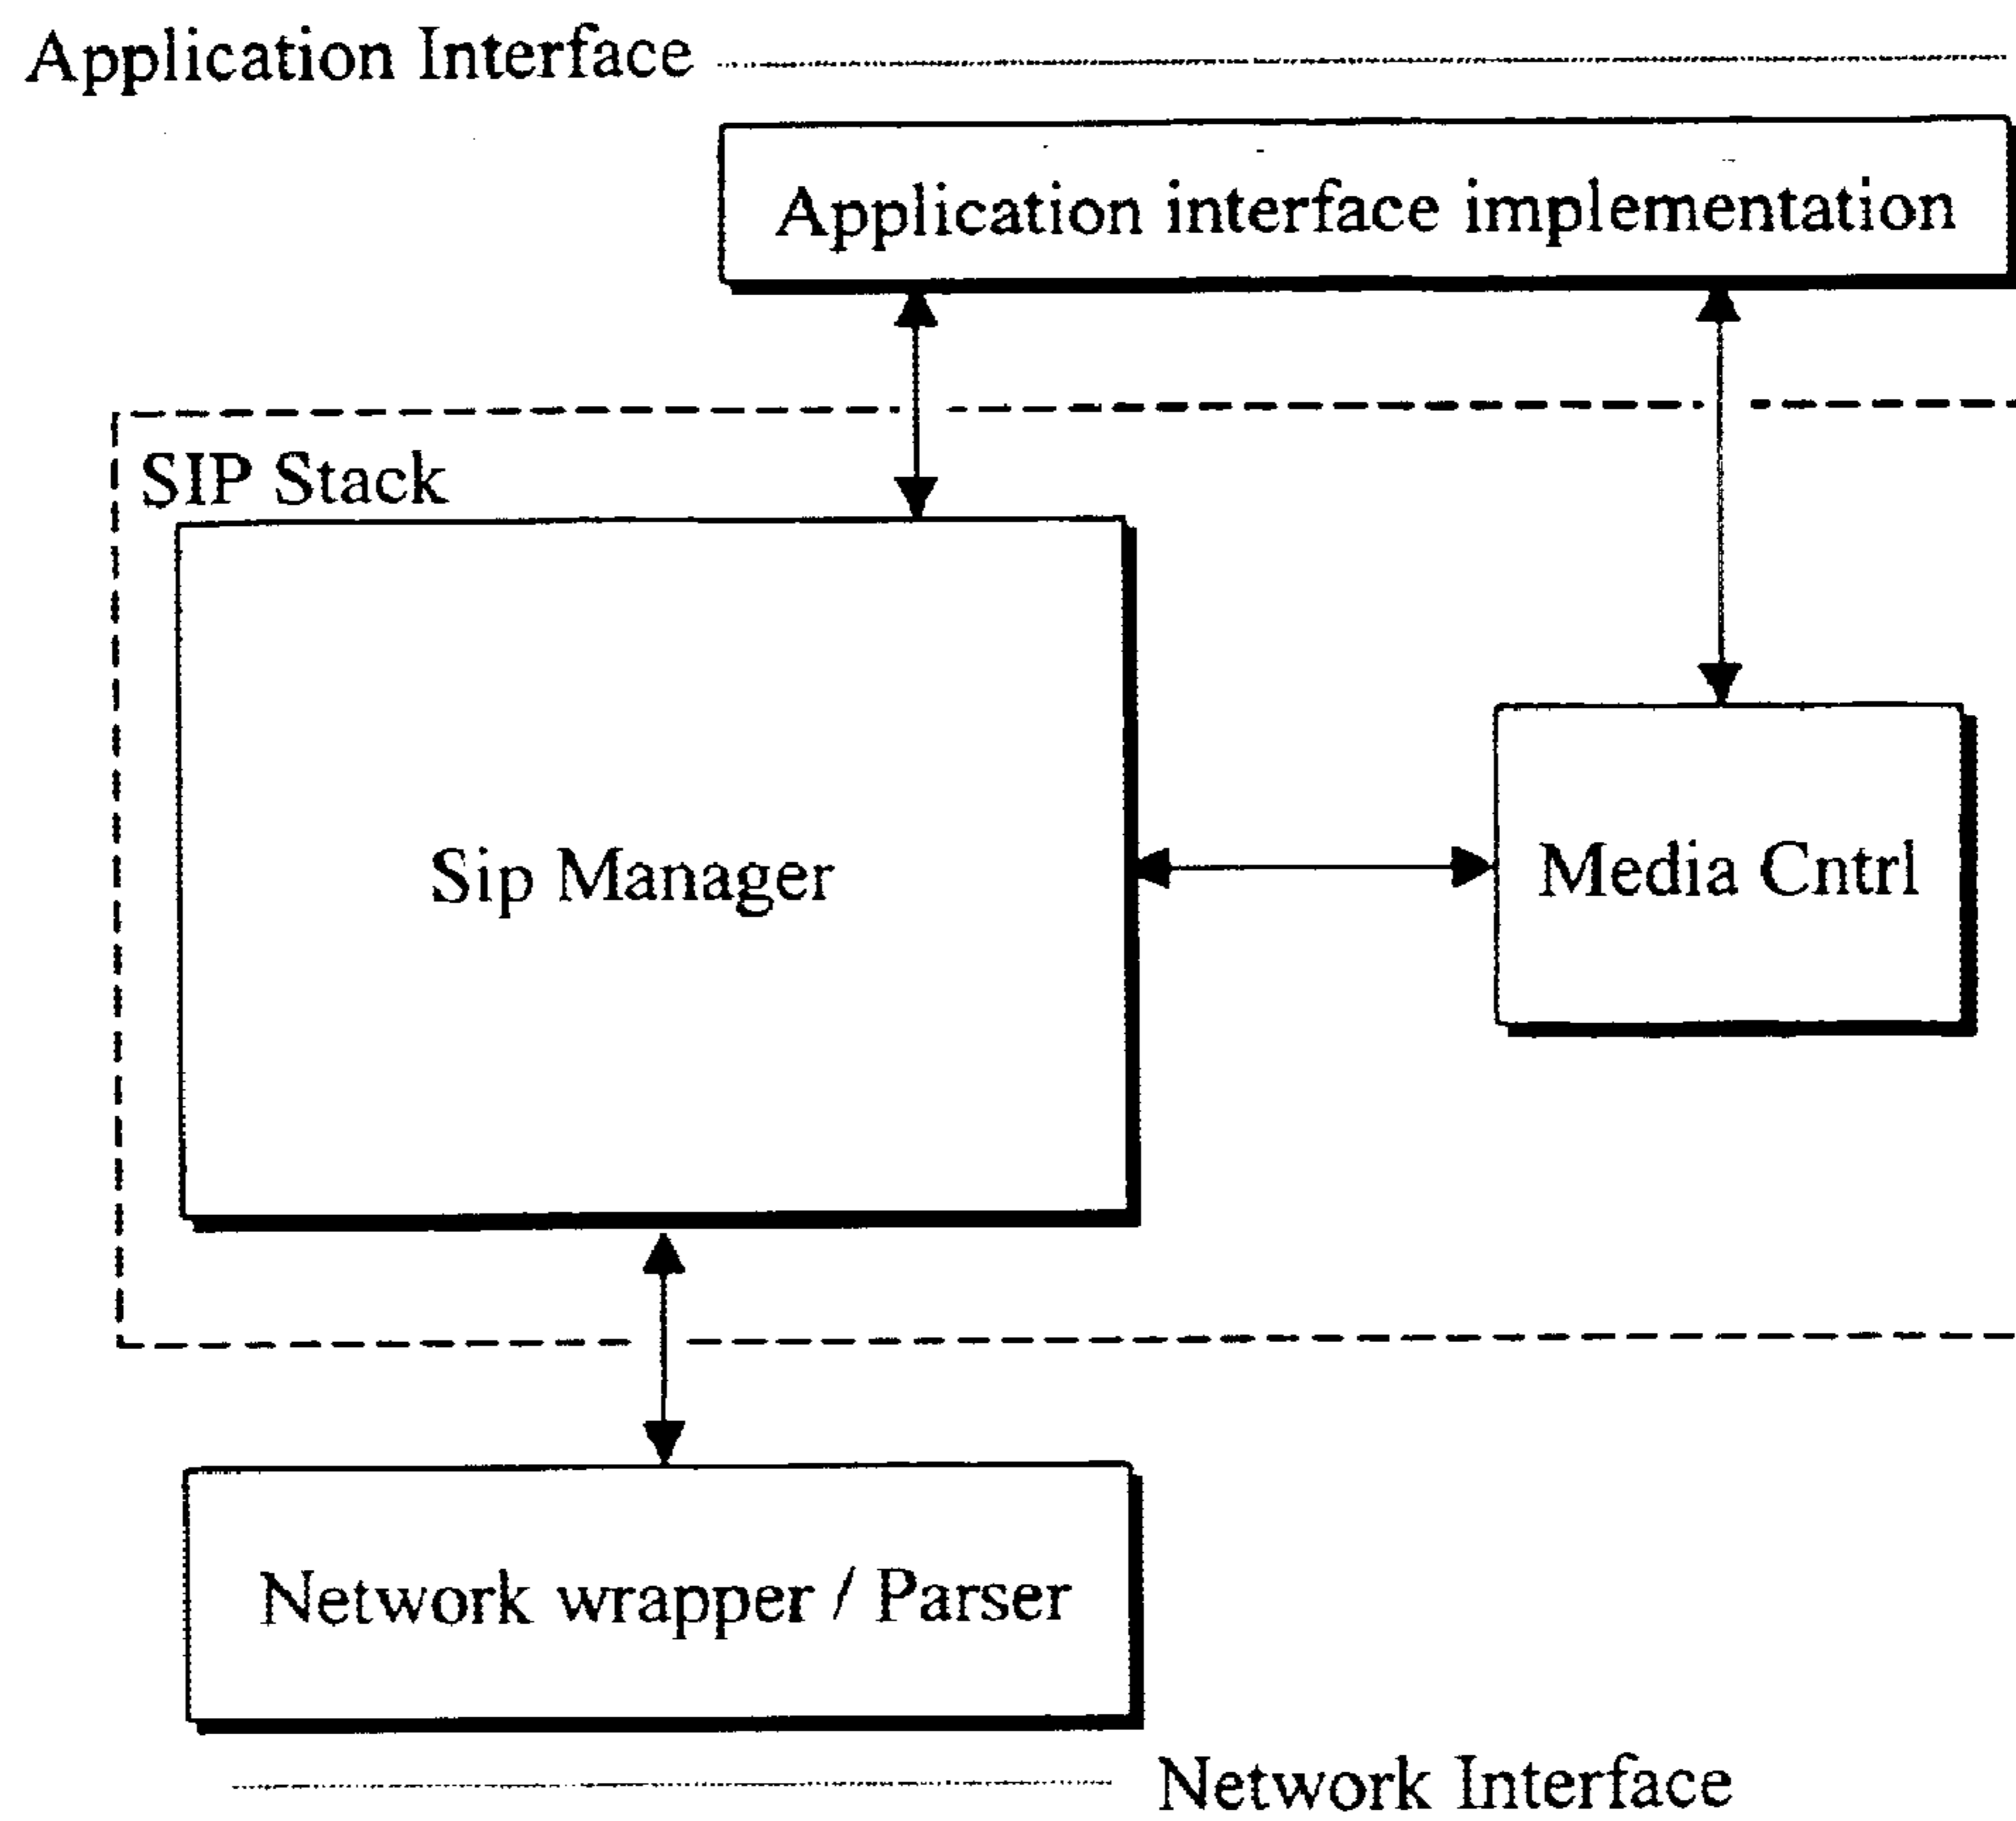 Application Interface
Application interface implementation
SIP Stack
Sip Manager
Media Cntrl
Network wrapper / Parser
Network Interface